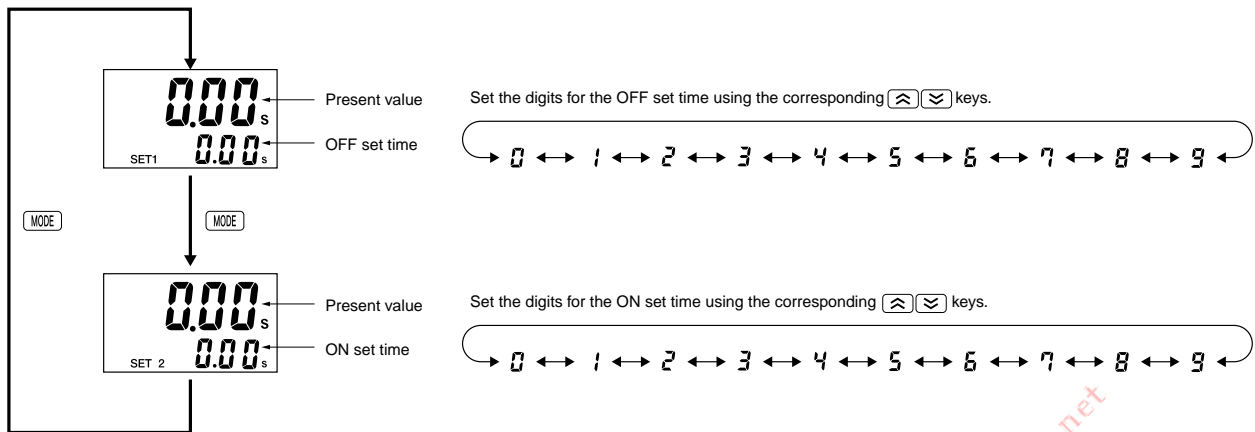 0.00 s
Present value
Set the digits for the OFF set time using the corresponding keys.
SET1 0.00 s
OFF set time
0 1 2 3 4 5 6 7 8 9
MODE
MODE
0.00 s
Present value
Set the digits for the ON set time using the corresponding keys.
SET 2 0.00 s
ON set time
0 1 2 3 4 5 6 7 8 9
net